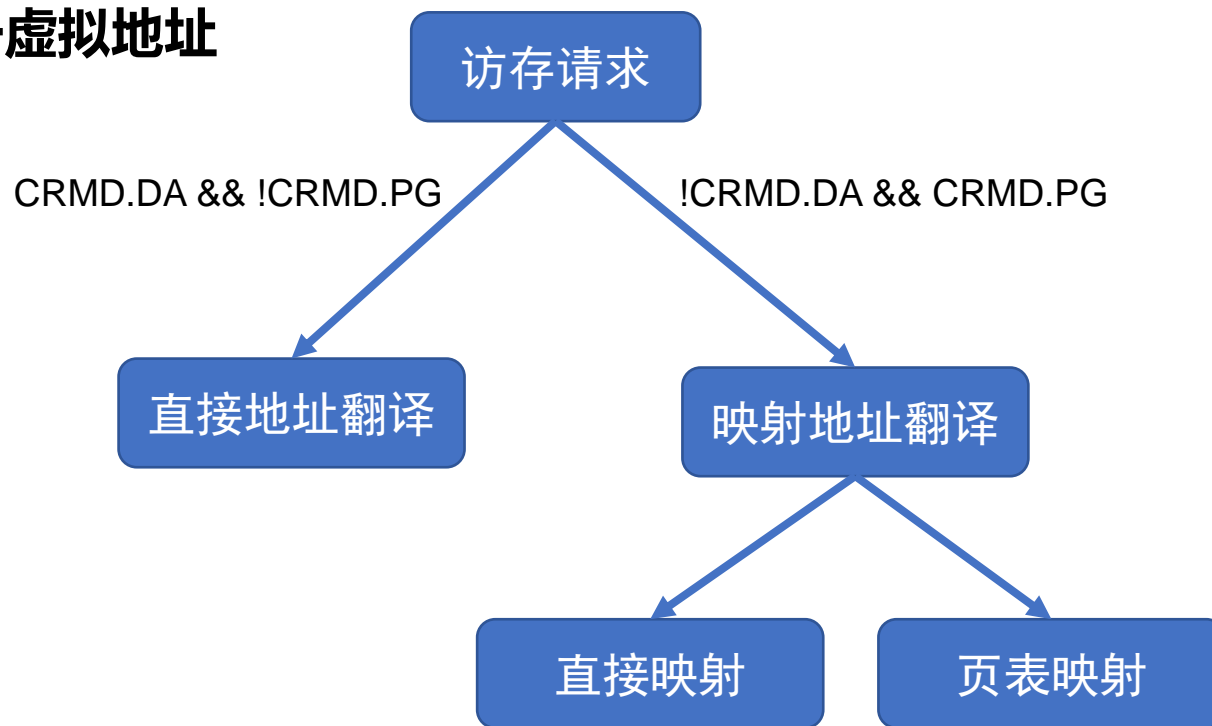 虚拟地址
访存请求
CRMD.DA && !CRMD.PG
!CRMD.DA && CRMD.PG
直接地址翻译
映射地址翻译
直接映射
页表映射